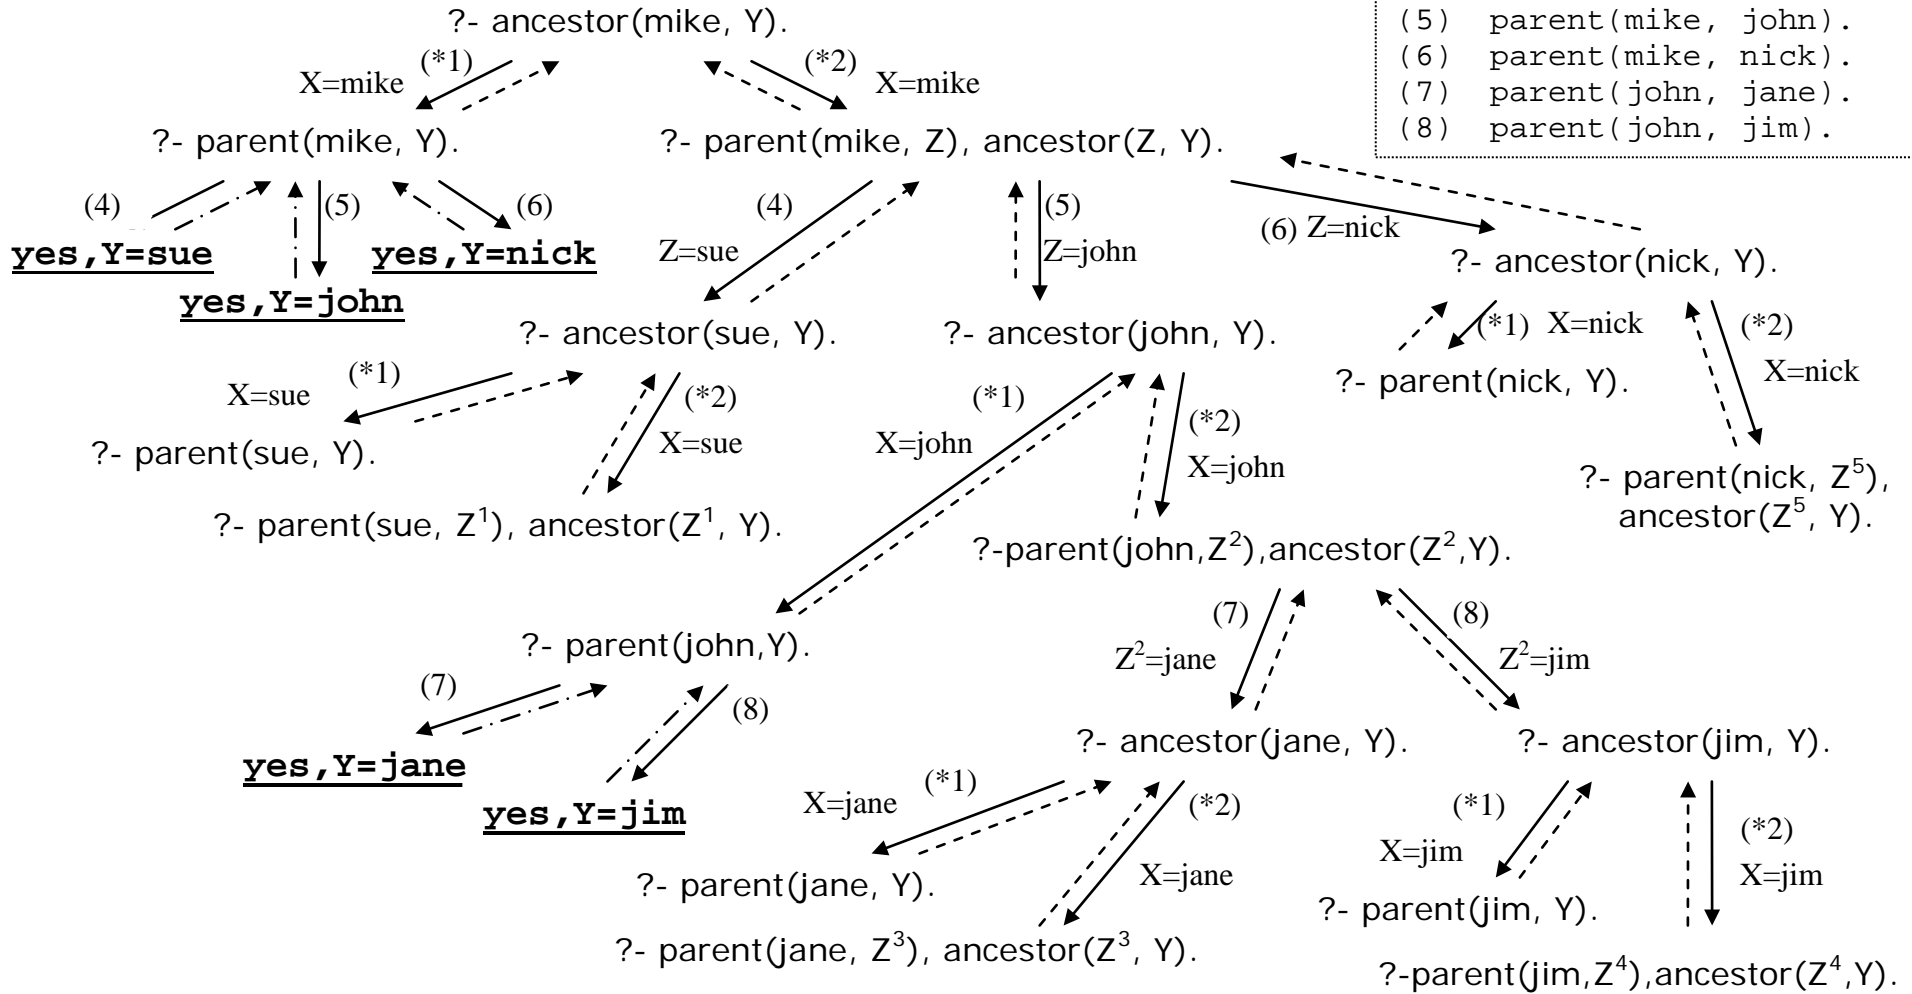 ?- ancestor(mike, Y).
(5) parent(mike, john).
(6) parent(mike, nick).
(7) parent(john, jane).
(8) parent(john, jim).
X=mike (*1)
(*2) X=mike
?- parent(mike, Y).
?- parent(mike, Z), ancestor(Z, Y).
(4)
(5)
(6)
yes,Y=sue
yes,Y=nick
yes,Y=john
(4)
Z=sue
(5)
Z=john
(6) Z=nick
?- ancestor(nick, Y).
?- ancestor(sue, Y).
?- ancestor(john, Y).
(*1) X=nick
(*2)
X=nick
?- parent(nick, Y).
X=sue (*1)
(*2)
X=sue
(*1)
X=john
(*2)
X=john
?- parent(sue, Y).
?- parent(nick, Z⁵),
ancestor(Z⁵, Y).
?- parent(sue, Z¹), ancestor(Z¹, Y).
?-parent(john,Z²),ancestor(Z²,Y).
?- parent(john,Y).
(7)
Z²=jane
(8)
Z²=jim
(7)
(8)
yes,Y=jane
yes,Y=jim
?- ancestor(jane, Y).
?- ancestor(jim, Y).
X=jane (*1)
(*2)
X=jane
(*1)
X=jim
(*2)
X=jim
?- parent(jane, Y).
?- parent(jim, Y).
?- parent(jane, Z³), ancestor(Z³, Y).
?-parent(jim,Z⁴),ancestor(Z⁴,Y).